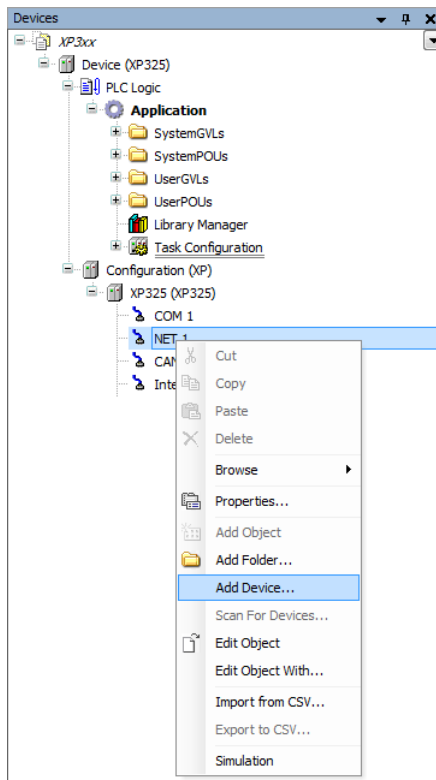 Devices
XP3xx
Device (XP325)
PLC Logic
Application
SystemGVLs
SystemPOUs
UserGVLs
UserPOUs
Library Manager
Task Configuration
Configuration (XP)
XP325 (XP325)
COM 1
NET 1
CAN
Inte
Cut
Copy
Paste
Delete
Browse
Properties...
Add Object
Add Folder...
Add Device...
Scan For Devices...
Edit Object
Edit Object With...
Import from CSV...
Export to CSV...
Simulation